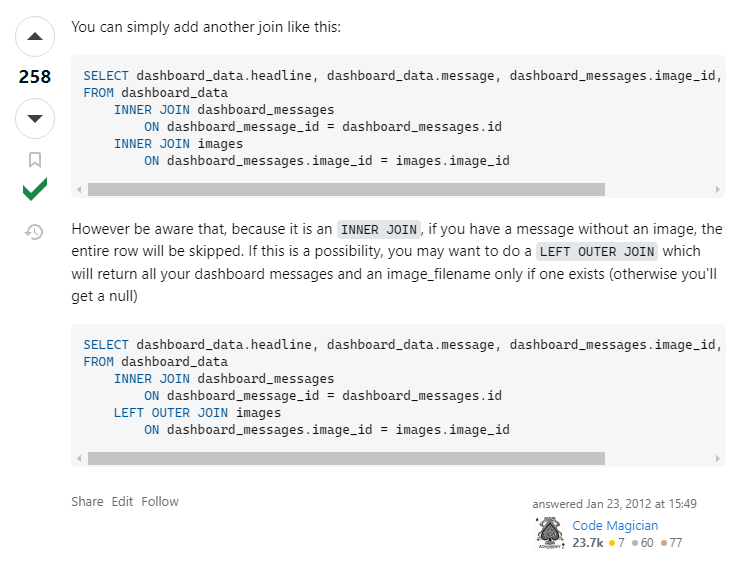 You can simply add another join like this:
258
SELECT dashboard_data.headline, dashboard_data.message, dashboard_messages.image_id,
FROM dashboard_data
    INNER JOIN dashboard_messages
        ON dashboard_message_id = dashboard_messages.id
    INNER JOIN images
        ON dashboard_messages.image_id = images.image_id
However be aware that, because it is an INNER JOIN, if you have a message without an image, the
entire row will be skipped. If this is a possibility, you may want to do a LEFT OUTER JOIN which
will return all your dashboard messages and an image_filename only if one exists (otherwise you'll
get a null)
SELECT dashboard_data.headline, dashboard_data.message, dashboard_messages.image_id,
FROM dashboard_data
    INNER JOIN dashboard_messages
        ON dashboard_message_id = dashboard_messages.id
    LEFT OUTER JOIN images
        ON dashboard_messages.image_id = images.image_id
Share Edit Follow
answered Jan 23, 2012 at 15:49
Code Magician
23.7k 7 60 77